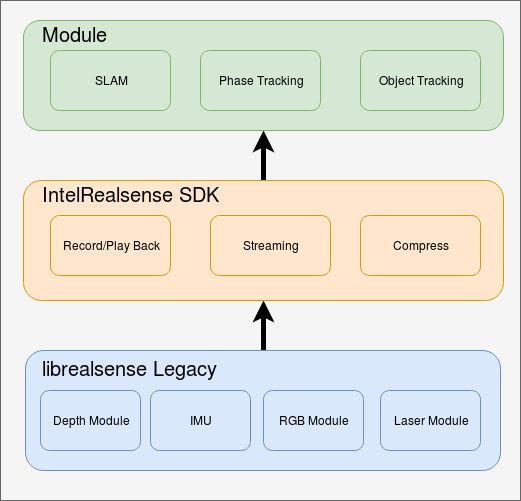 Module
SLAM
Phase Tracking
Object Tracking
IntelRealsense SDK
Record/Play Back
Streaming
Compress
librealsense Legacy
Depth Module
IMU
RGB Module
Laser Module